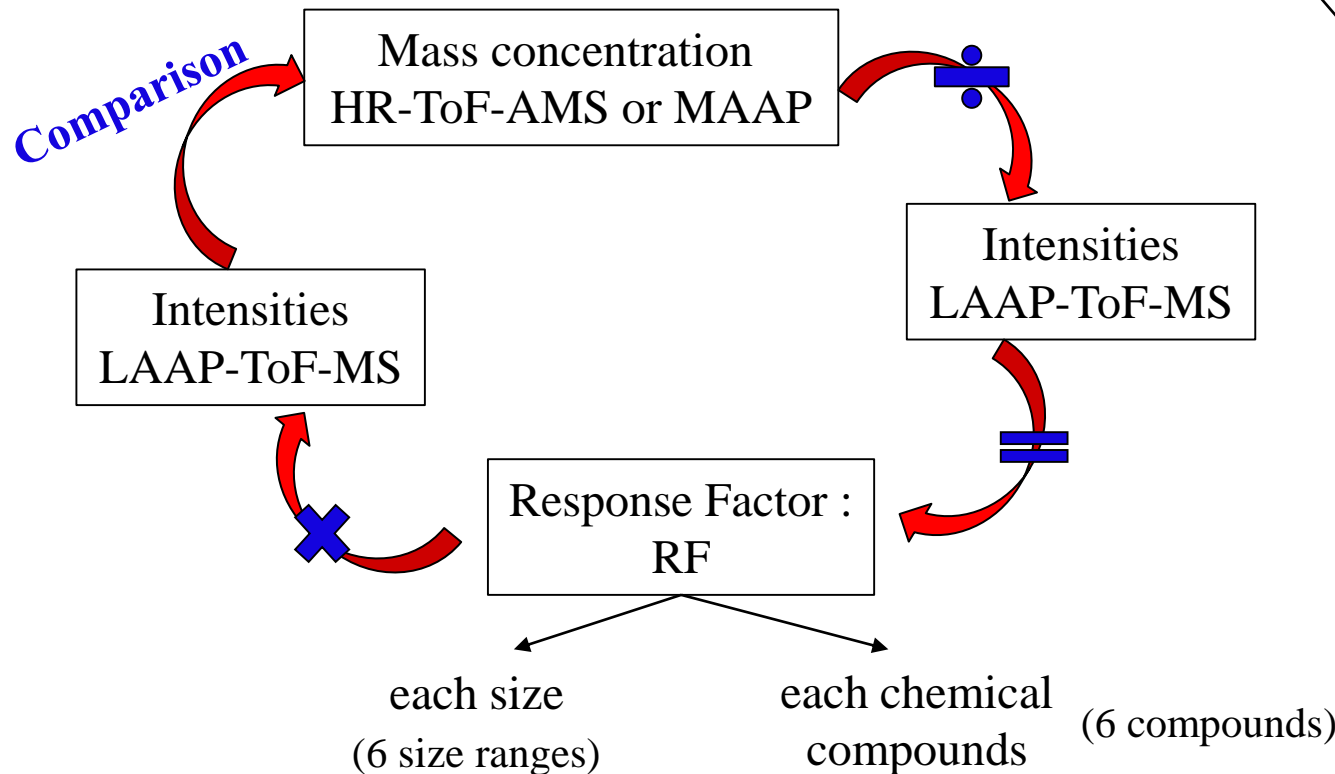 Comparison
Mass concentration
HR-ToF-AMS or MAAP
Intensities
LAAP-ToF-MS
Intensities
LAAP-ToF-MS
Response Factor :
RF
each size
(6 size ranges)
each chemical
compounds
(6 compounds)